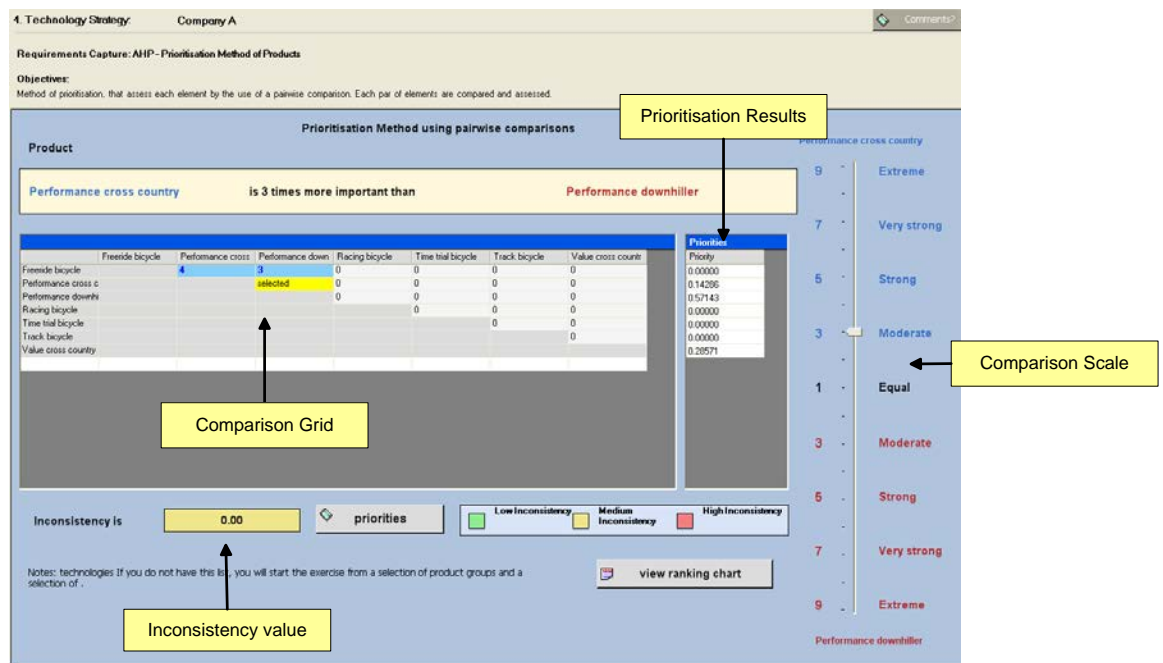 4. Technology Strategy: Company A
Comments?
Requirements Capture: AHP - Prioritisation Method of Products
Objectives:
Method of prioritisation, that assess each element by the use of a pairwise comparison. Each par of elements are compared and assessed.
Prioritisation Results
Prioritisation Method using pairwise comparisons
Product
Performance cross country
Performance cross country is 3 times more important than Performance downhiller
9 Extreme
7 Very strong
5 Strong
3 Moderate
1 Equal
3 Moderate
5 Strong
7 Very strong
9 Extreme
Performance downhiller
Comparison Scale
Priorities
Freeride bicycle Performance cross Performance down Racing bicycle Time trial bicycle Track bicycle Value cross countr
Priority
Freeride bicycle 4 3 0 0 0 0
0.00000
Performance cross c selected 0 0 0 0
0.14286
Performance downhi 0 0 0 0
0.57143
Racing bicycle 0 0 0
0.00000
Time trial bicycle 0 0
0.00000
Track bicycle 0
0.00000
Value cross country
0.28571
Comparison Grid
Inconsistency is 0.00
priorities
Low Inconsistency
Medium
Inconsistency
High Inconsistency
Notes: technologies If you do not have this list, you will start the exercise from a selection of product groups and a
selection of .
view ranking chart
Inconsistency value